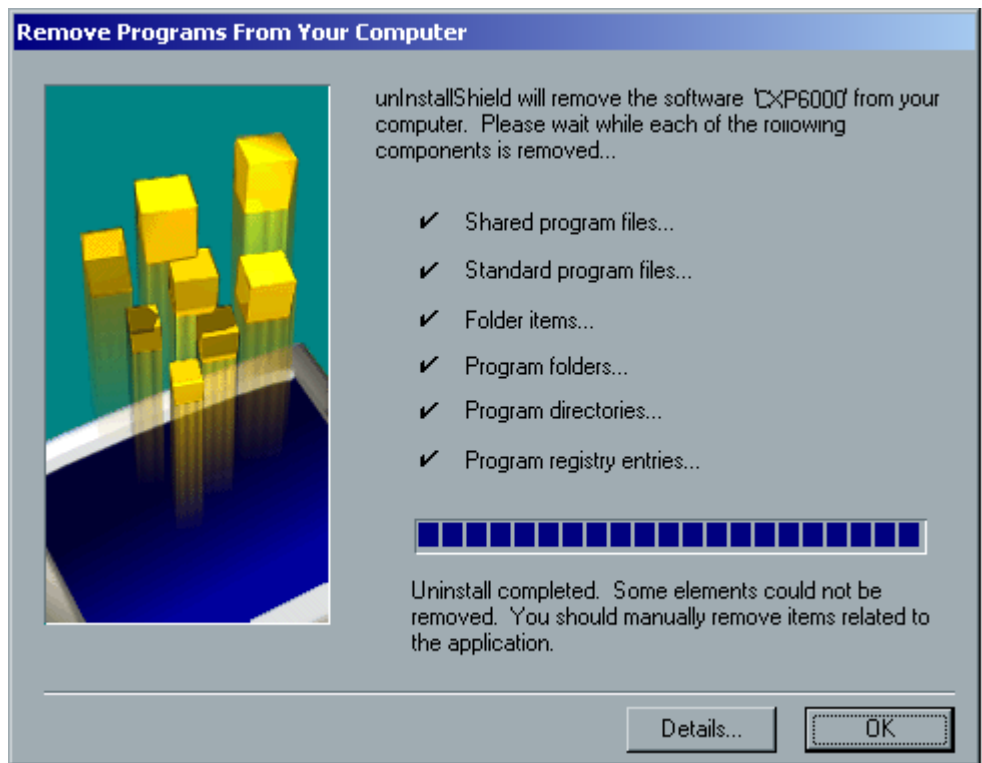 Remove Programs From Your Computer
unInstallShield will remove the software 'CXP6000' from your
computer. Please wait while each of the following
components is removed...
✔ Shared program files...
✔ Standard program files...
✔ Folder items...
✔ Program folders...
✔ Program directories...
✔ Program registry entries...
Uninstall completed. Some elements could not be
removed. You should manually remove items related to
the application.
Details...
OK